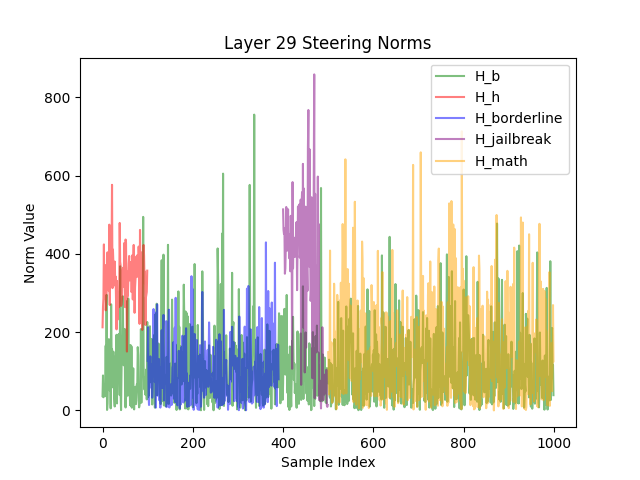 Layer 29 Steering Norms
H_b
H_h
H_borderline
H_jailbreak
H_math
Norm Value
800
600
400
200
0
0 200 400 600 800 1000
Sample Index